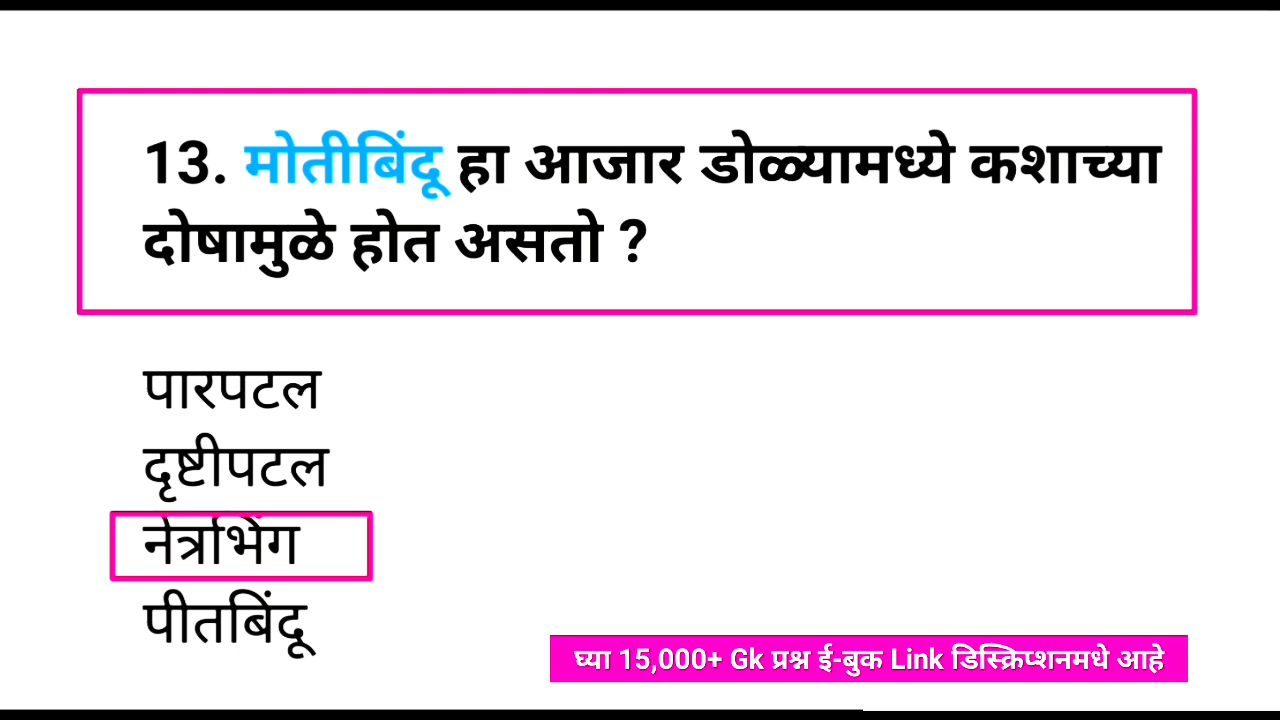 13. मोतीबिंदू हा आजार डोळ्यामध्ये कशाच्या
दोषामुळे होत असतो ?
पारपटल
दृष्टीपटल
नेत्रभिंग
पीतबिंदू
घ्या 15,000+ Gk प्रश्न ई-बुक Link डिस्क्रिप्शनमधे आहे